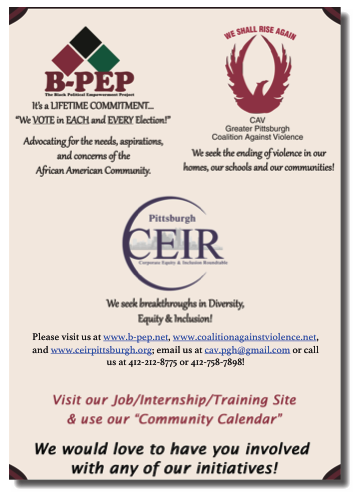 B-PEP
The Black Political Empowerment Project
It's a LIFETIME COMMITMENT...
"We VOTE in EACH and EVERY Election!"
Advocating for the needs, aspirations,
and concerns of the
African American Community.
WE SHALL RISE AGAIN
CAV
Greater Pittsburgh
Coalition Against Violence
We seek the ending of violence in our
homes, our schools and our communities!
Pittsburgh
CEIR
Corporate Equity & Inclusion Roundtable
We seek breakthroughs in Diversity,
Equity & Inclusion!
Please visit us at www.b-pep.net, www.coalitionagainstviolence.net,
and www.ceirpittsburgh.org; email us at cav.pgh@gmail.com or call
us at 412-212-8775 or 412-758-7898!
Visit our Job/Internship/Training Site
& use our "Community Calendar"
We would love to have you involved
with any of our initiatives!